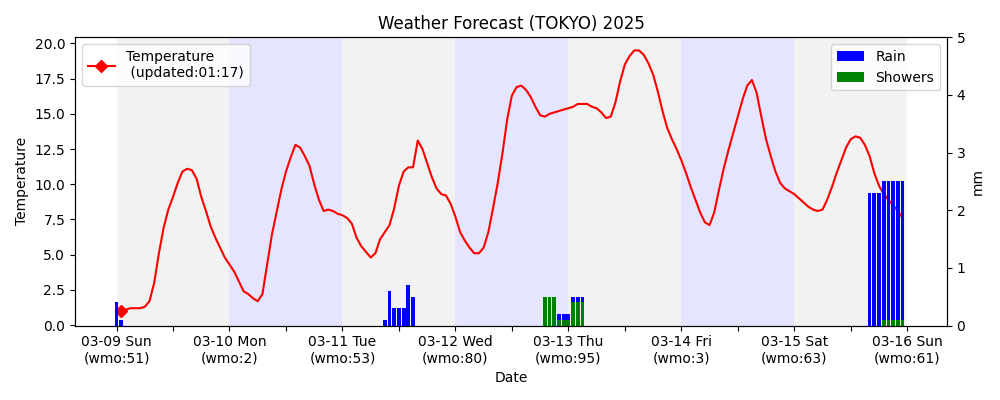 Weather Forecast (TOKYO) 2025
Temperature
(updated:01:17)
Rain
Showers
20.0
17.5
15.0
12.5
10.0
7.5
5.0
2.5
0.0
Temperature
5
4
3
2
1
0
mm
03-09 Sun 03-10 Mon 03-11 Tue 03-12 Wed 03-13 Thu 03-14 Fri 03-15 Sat 03-16 Sun
(wmo:51) (wmo:2) (wmo:53) (wmo:80) (wmo:95) (wmo:3) (wmo:63) (wmo:61)
Date